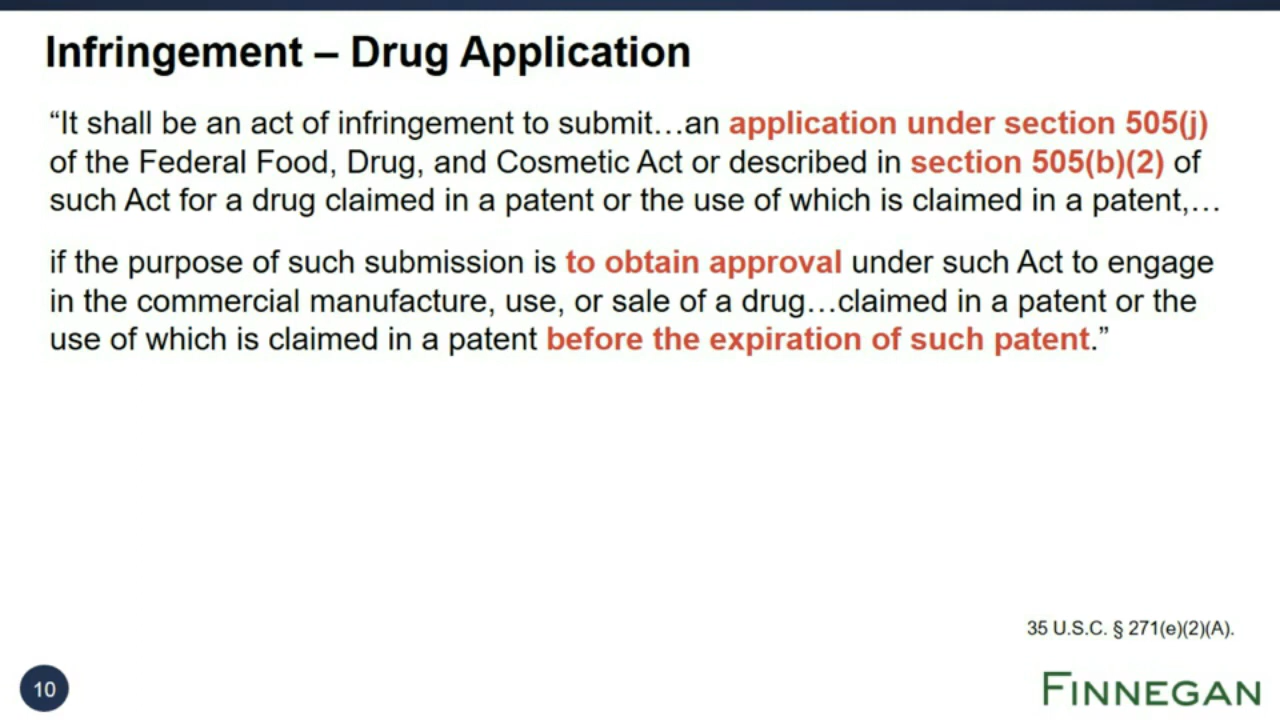 Infringement – Drug Application
“It shall be an act of infringement to submit…an application under section 505(j)
of the Federal Food, Drug, and Cosmetic Act or described in section 505(b)(2) of
such Act for a drug claimed in a patent or the use of which is claimed in a patent,…
if the purpose of such submission is to obtain approval under such Act to engage
in the commercial manufacture, use, or sale of a drug…claimed in a patent or the
use of which is claimed in a patent before the expiration of such patent.”
35 U.S.C. § 271(e)(2)(A).
10
FINNEGAN